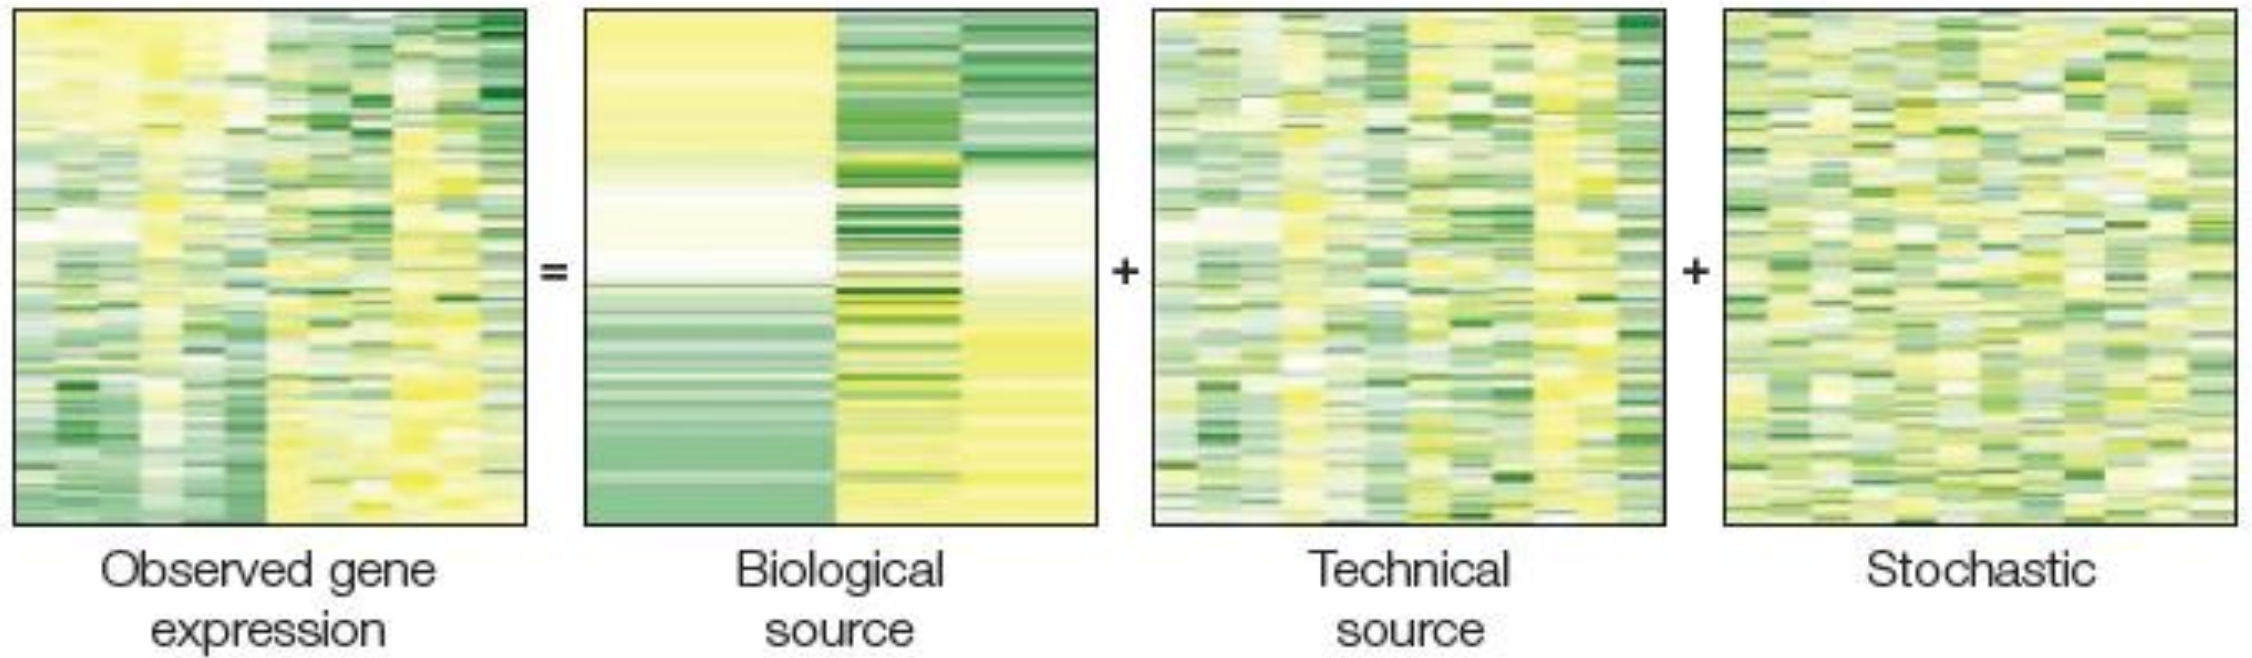 =
+
+
Observed gene
expression
Biological
source
Technical
source
Stochastic